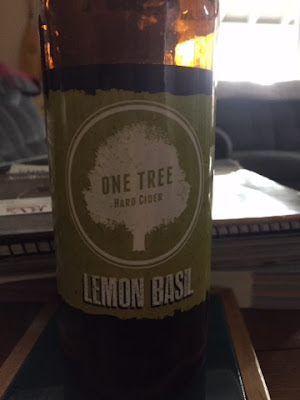 ONE TREE
HARD CIDER
LEMON BASIL